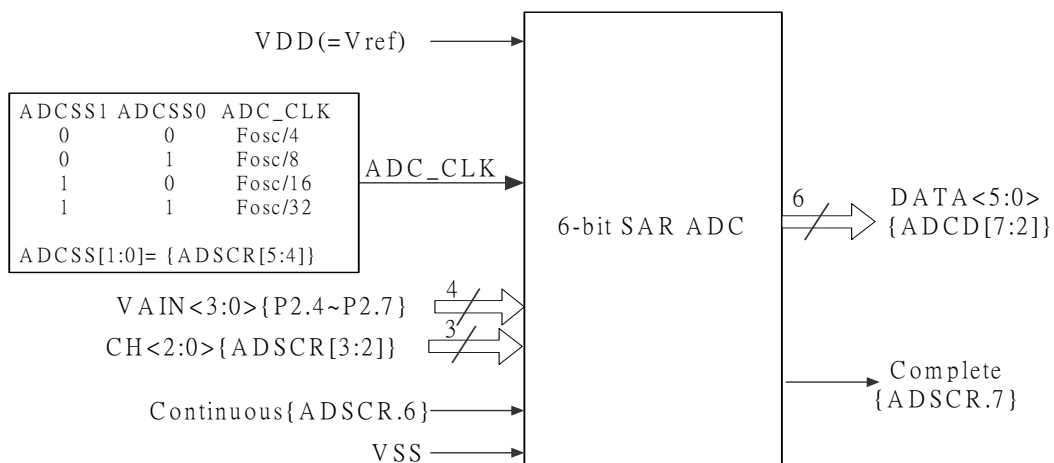 VDD(=Vref)
ADCSS1 ADCSS0 ADC_CLK
0 0 Fosc/4
0 1 Fosc/8
1 0 Fosc/16
1 1 Fosc/32
ADCSS[1:0]= {ADSCR[5:4]}
ADC_CLK
6-bit SAR ADC
6
DATA<5:0>
{ADCD[7:2]}
VAIN<3:0>{P2.4~P2.7}
4
CH<2:0>{ADSCR[3:2]}
3
Continuous{ADSCR.6}
VSS
Complete
{ADSCR.7}